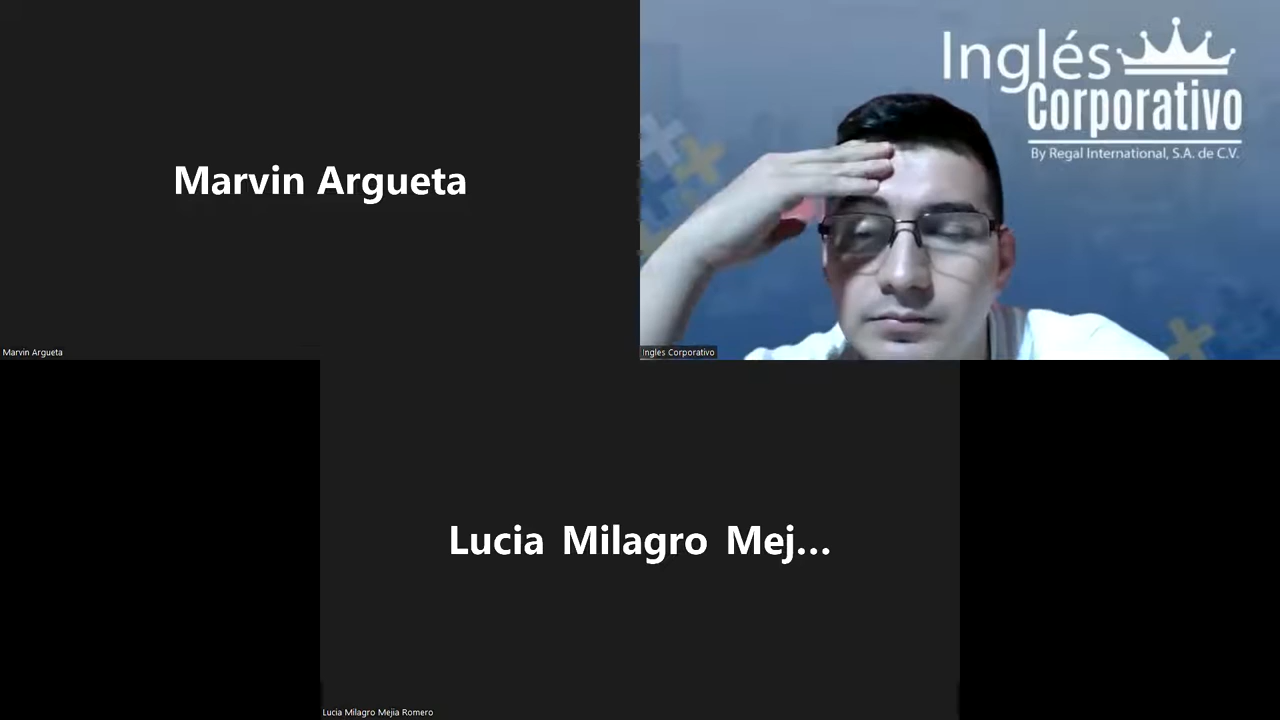 Marvin Argueta
Marvin Argueta
Inglés
Corporativo
By Regal International, S.A. de C.V.
Ingles Corporativo
Lucia Milagro Mej...
Lucia Milagro Mejia Romero